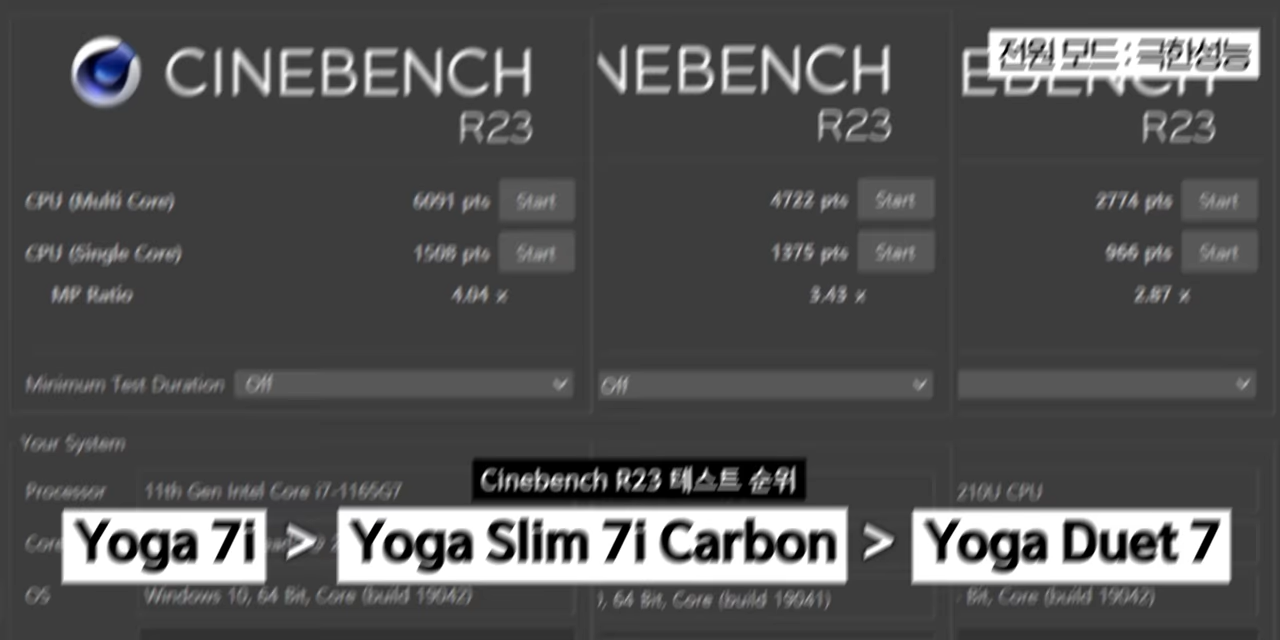 CINEBENCH
R23
NEBENCH
R23
전원 모드 : 극한성능
R23
CPU (Multi Core) 6091 pts Start
4722 pts Start
2774 pts Start
CPU (Single Core) 1508 pts Start
1375 pts Start
966 pts Start
MP Ratio 4.04 x
3.43 x
2.87 x
Minimum Test Duration Off
Off
Your System
Cinebench R23 테스트 순위
Processor 11th Gen Intel Core i7-1165G7
210U CPU
Yoga 7i > Yoga Slim 7i Carbon > Yoga Duet 7
OS Windows 10, 64 Bit, Core (build 19042)
, 64 Bit, Core (build 19041)
Bit, Core (build 19042)